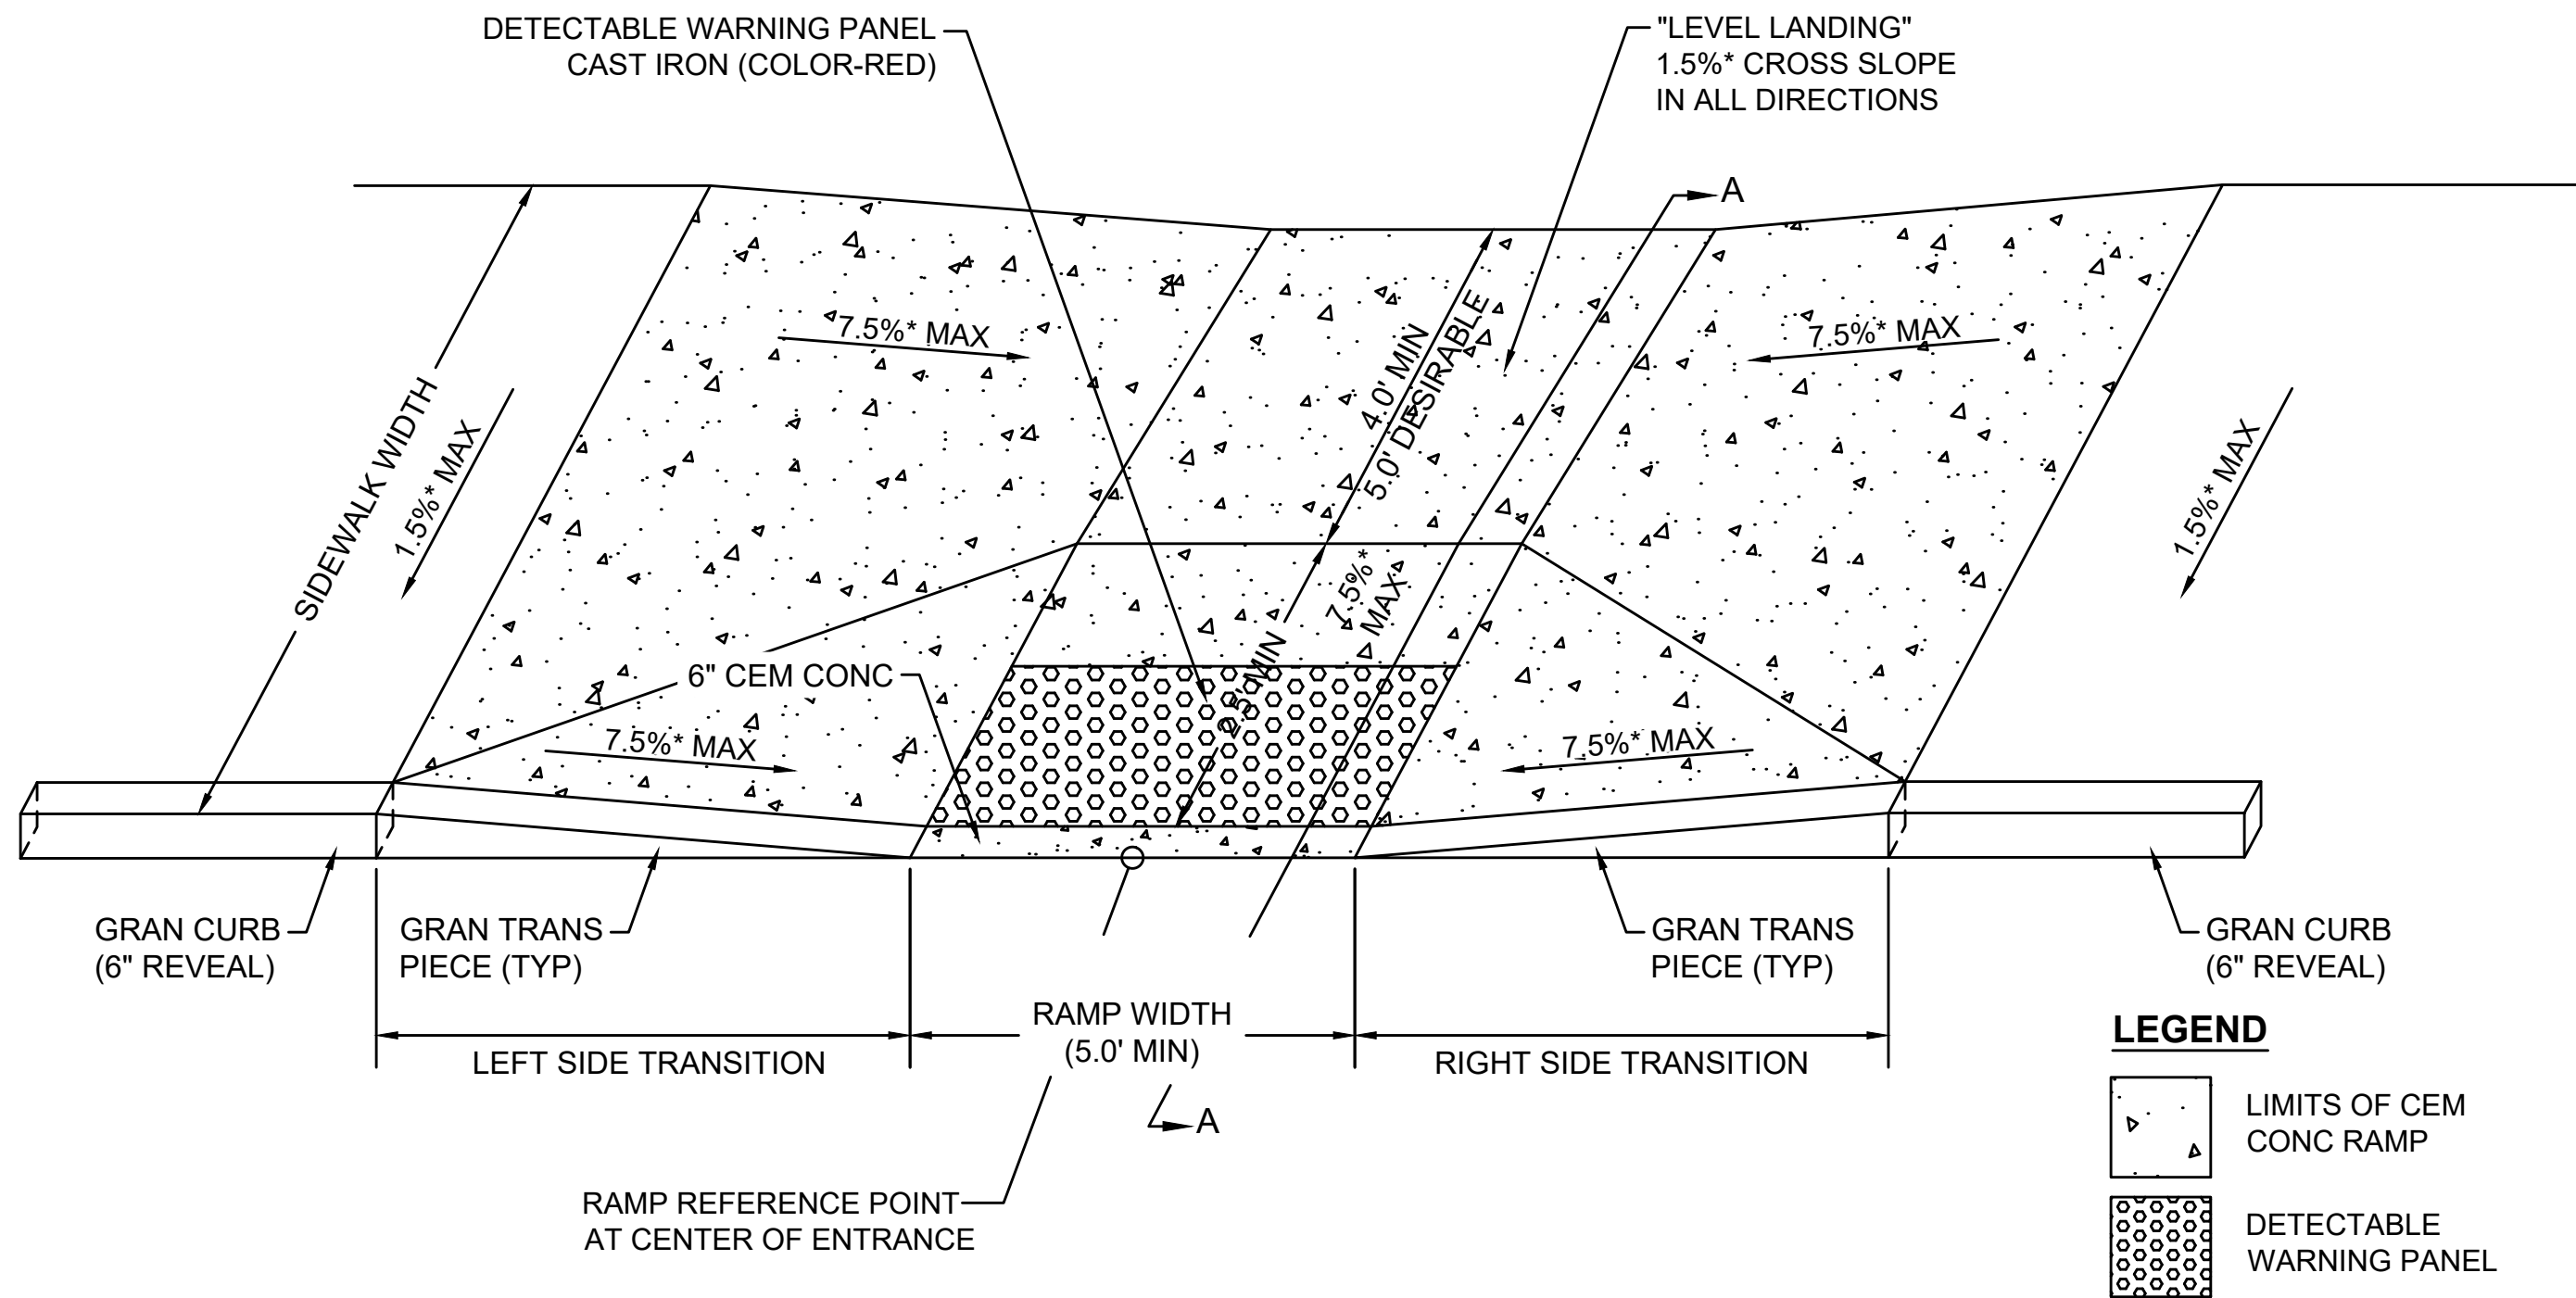 DETECTABLE WARNING PANEL
CAST IRON (COLOR-RED)
"LEVEL LANDING"
1.5%* CROSS SLOPE
IN ALL DIRECTIONS
A
7.5%* MAX
7.5%* MAX
4.0' MIN
5.0' DESIRABLE
SIDEWALK WIDTH
1.5%* MAX
1.5%* MAX
7.5%*
MAX
2.5' MIN
6" CEM CONC
7.5%* MAX
7.5%* MAX
GRAN CURB
(6" REVEAL)
GRAN TRANS
PIECE (TYP)
GRAN TRANS
PIECE (TYP)
GRAN CURB
(6" REVEAL)
RAMP WIDTH
(5.0' MIN)
LEFT SIDE TRANSITION
RIGHT SIDE TRANSITION
A
RAMP REFERENCE POINT
AT CENTER OF ENTRANCE
LEGEND
LIMITS OF CEM
CONC RAMP
DETECTABLE
WARNING PANEL